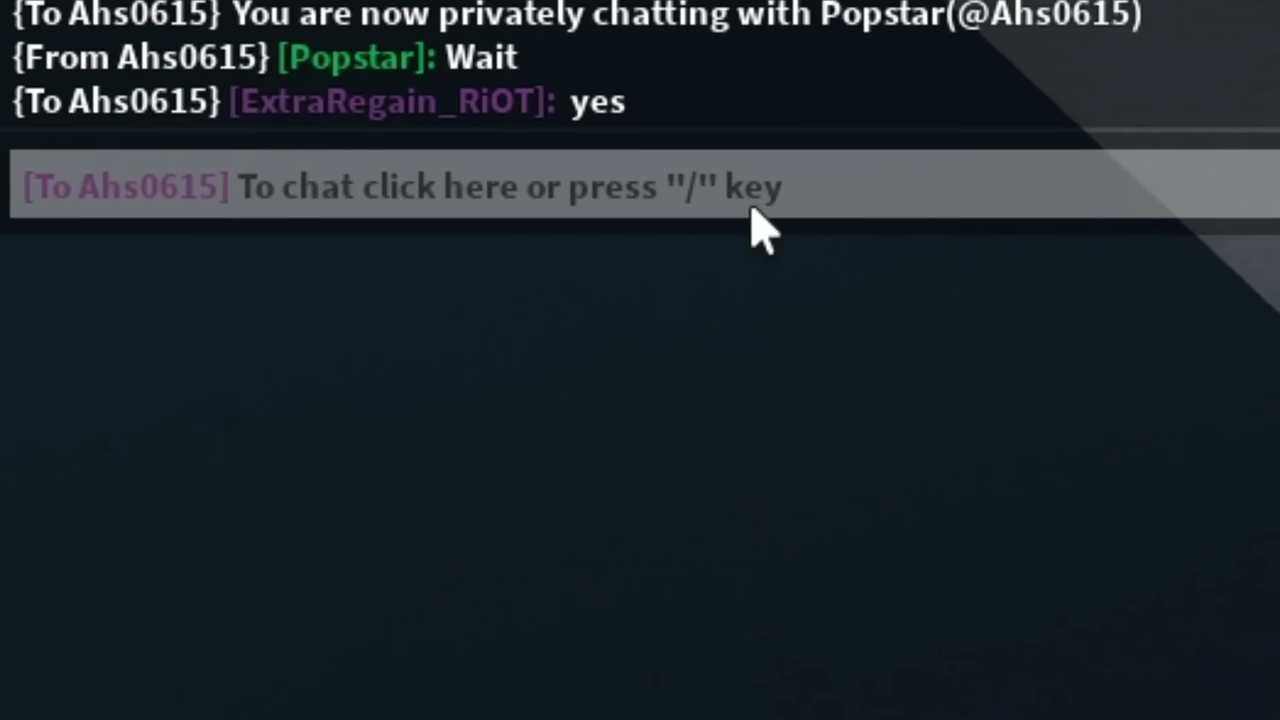 {To Ahs0615} You are now privately chatting with Popstar(@Ahs0615)
{From Ahs0615} [Popstar]: Wait
{To Ahs0615} [ExtraRegain_RiOT]: yes
[To Ahs0615] To chat click here or press "/" key